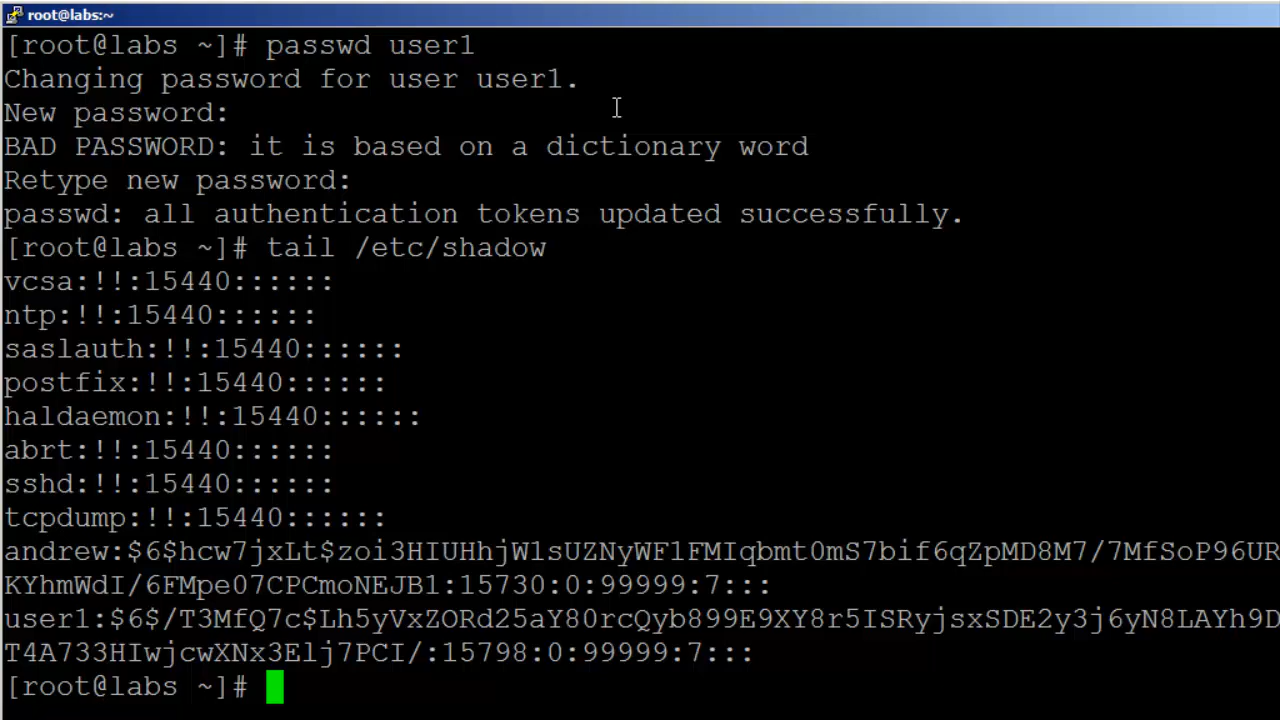 root@labs:~
[root@labs ~]# passwd user1
Changing password for user user1.
New password:
BAD PASSWORD: it is based on a dictionary word
Retype new password:
passwd: all authentication tokens updated successfully.
[root@labs ~]# tail /etc/shadow
vcsa:!!:15440::::::
ntp:!!:15440::::::
saslauth:!!:15440::::::
postfix:!!:15440::::::
haldaemon:!!:15440::::::
abrt:!!:15440::::::
sshd:!!:15440::::::
tcpdump:!!:15440::::::
andrew:$6$hcw7jxLt$zoi3HIUHhjW1sUZNyWF1FMIqbmt0mS7bif6qZpMD8M7/7MfSoP96UR
KYhmWdI/6FMpe07CPCmoNEJB1:15730:0:99999:7:::
user1:$6$/T3MfQ7c$Lh5yVxZORd25aY80rcQyb899E9XY8r5ISRyjsxSDE2y3j6yN8LAYh9D
T4A733HIwjcwXNx3Elj7PCI/:15798:0:99999:7:::
[root@labs ~]#